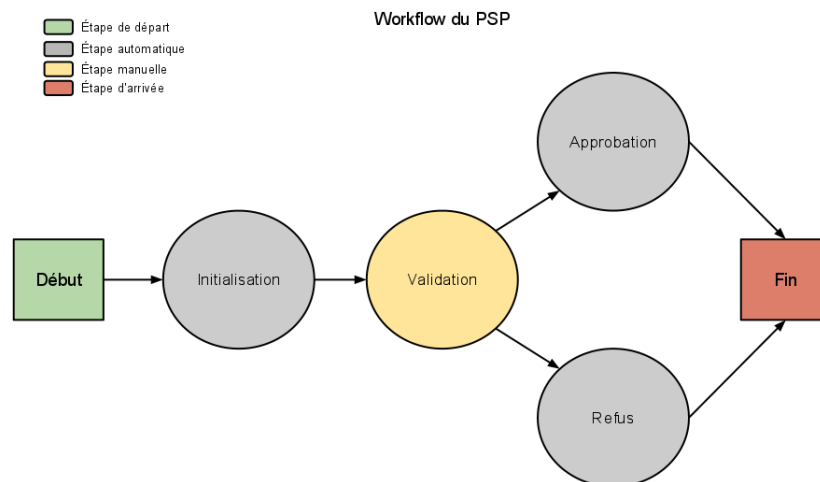 Workflow du PSP
Étape de départ
Étape automatique
Étape manuelle
Étape d'arrivée
Approbation
Début
Initialisation
Validation
Fin
Refus